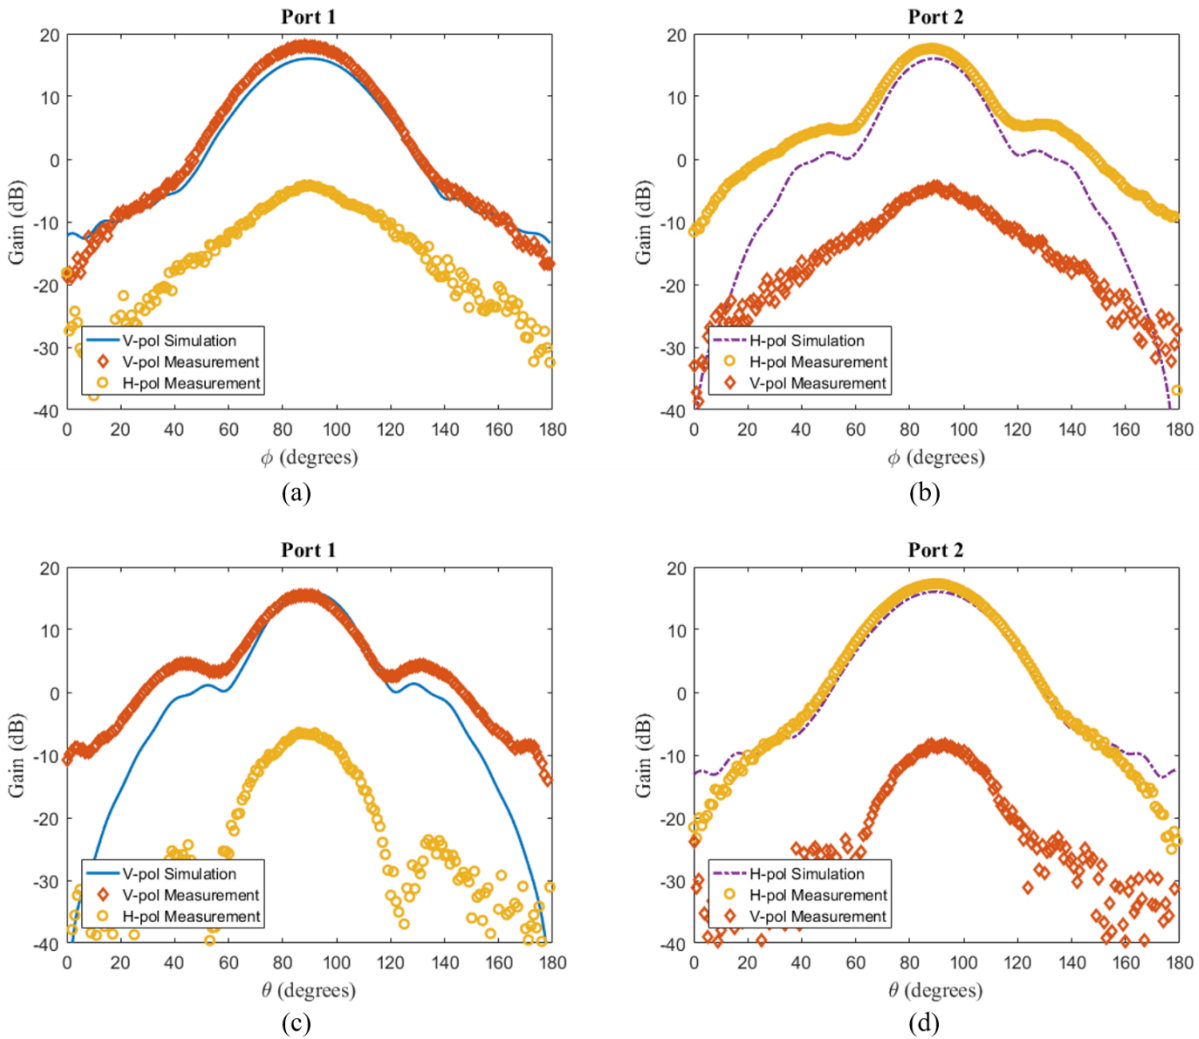 Port 1
20
10
0
-10
-20
-30
-40
Gain (dB)
V-pol Simulation
V-pol Measurement
H-pol Measurement
0 20 40 60 80 100 120 140 160 180
ϕ (degrees)
(a)
Port 2
20
10
0
-10
-20
-30
-40
Gain (dB)
H-pol Simulation
H-pol Measurement
V-pol Measurement
0 20 40 60 80 100 120 140 160 180
ϕ (degrees)
(b)
Port 1
20
10
0
-10
-20
-30
-40
Gain (dB)
V-pol Simulation
V-pol Measurement
H-pol Measurement
0 20 40 60 80 100 120 140 160 180
θ (degrees)
(c)
Port 2
20
10
0
-10
-20
-30
-40
Gain (dB)
H-pol Simulation
H-pol Measurement
V-pol Measurement
0 20 40 60 80 100 120 140 160 180
θ (degrees)
(d)